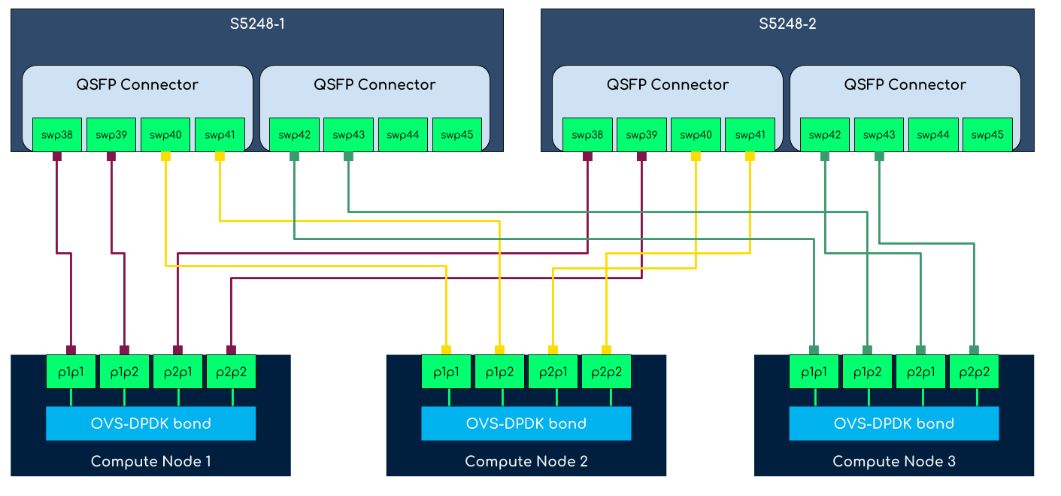 S5248-1
S5248-2
QSFP Connector
QSFP Connector
QSFP Connector
QSFP Connector
swp38 swp39 swp40 swp41 swp42 swp43 swp44 swp45
swp38 swp39 swp40 swp41 swp42 swp43 swp44 swp45
p1p1 p1p2 p2p1 p2p2
OVS-DPDK bond
Compute Node 1
p1p1 p1p2 p2p1 p2p2
OVS-DPDK bond
Compute Node 2
p1p1 p1p2 p2p1 p2p2
OVS-DPDK bond
Compute Node 3